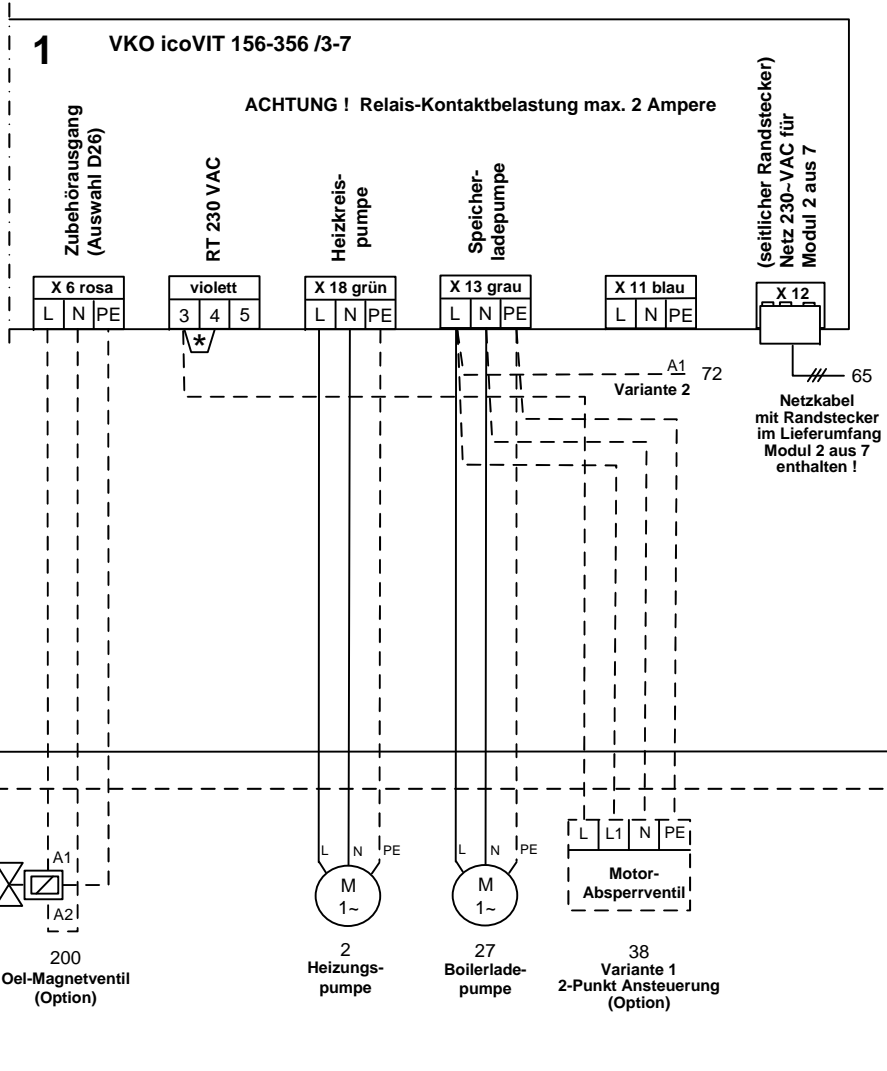 1
VKO icoVIT 156-356 /3-7
ACHTUNG ! Relais-Kontaktbelastung max. 2 Ampere
Zubehörausgang
(Auswahl D26)
RT 230 VAC
Heizkreis-
pumpe
Speicher-
ladepumpe
(seitlicher Randstecker)
Netz 230~VAC für
Modul 2 aus 7
X 6 rosa
L N PE
violett
3 4 5
*
X 18 grün
L N PE
X 13 grau
L N PE
X 11 blau
L N PE
X 12
A1 72
Variante 2
65
Netzkabel
mit Randstecker
im Lieferumfang
Modul 2 aus 7
enthalten !
A1
A2
200
Oel-Magnetventil
(Option)
L N PE
M
1~
2
Heizungs-
pumpe
L N PE
M
1~
27
Boilerlade-
pumpe
L L1 N PE
Motor-
Absperrventil
38
Variante 1
2-Punkt Ansteuerung
(Option)